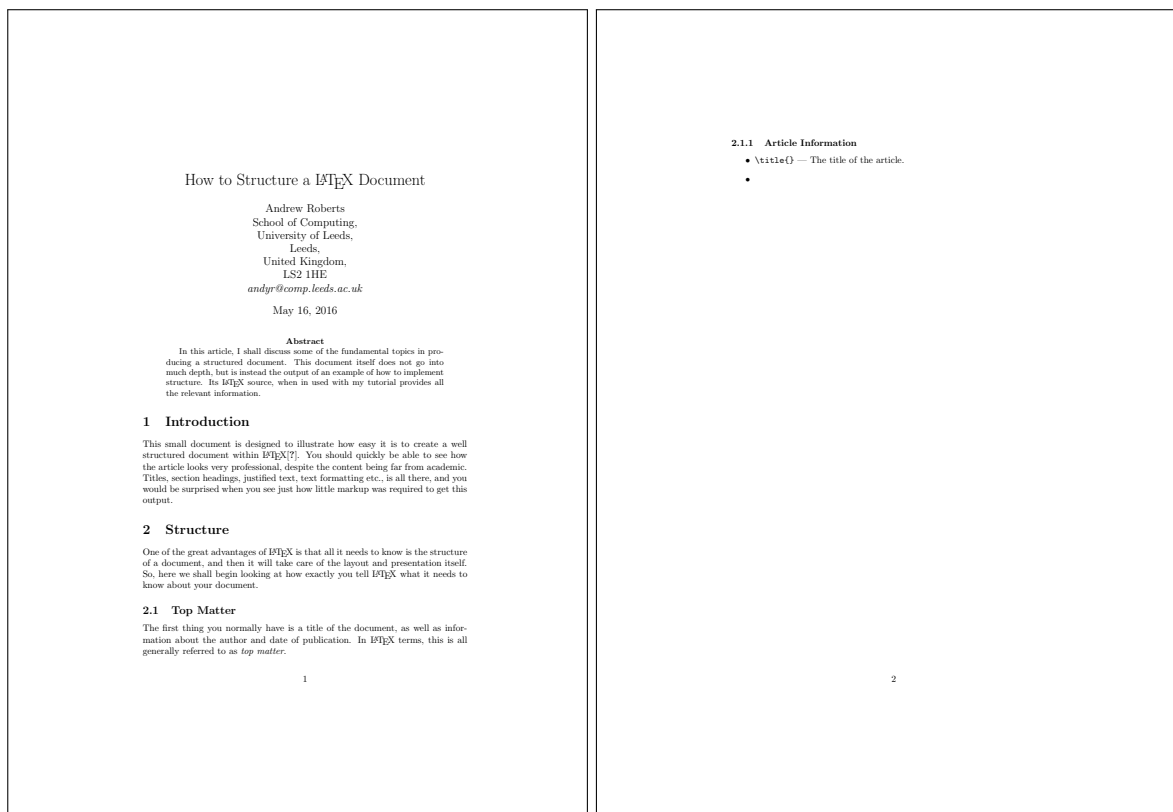 How to Structure a LATEX Document
Andrew Roberts
School of Computing,
University of Leeds,
Leeds,
United Kingdom,
LS2 1HE
andyr@comp.leeds.ac.uk
May 16, 2016
Abstract
In this article, I shall discuss some of the fundamental topics in pro-
ducing a structured document. This document itself does not go into
much depth, but is instead the output of an example of how to implement
structure. Its LATEX source, when in used with my tutorial provides all
the relevant information.
1 Introduction
This small document is designed to illustrate how easy it is to create a well
structured document within LATEX[?]. You should quickly be able to see how
the article looks very professional, despite the content being far from academic.
Titles, section headings, justified text, text formatting etc., is all there, and you
would be surprised when you see just how little markup was required to get this
output.
2 Structure
One of the great advantages of LATEX is that all it needs to know is the structure
of a document, and then it will take care of the layout and presentation itself.
So, here we shall begin looking at how exactly you tell LATEX what it needs to
know about your document.
2.1 Top Matter
The first thing you normally have is a title of the document, as well as infor-
mation about the author and date of publication. In LATEX terms, this is all
generally referred to as top matter.
1
2.1.1 Article Information
• \title{} — The title of the article.
•
2